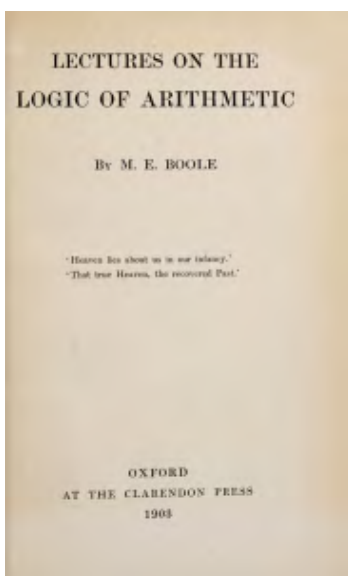 LECTURES ON THE
LOGIC OF ARITHMETIC
BY M. E. BOOLE
'Heaven lies about us in our infancy.'
'That true Heaven, the recovered Past.'
OXFORD
AT THE CLARENDON PRESS
1903